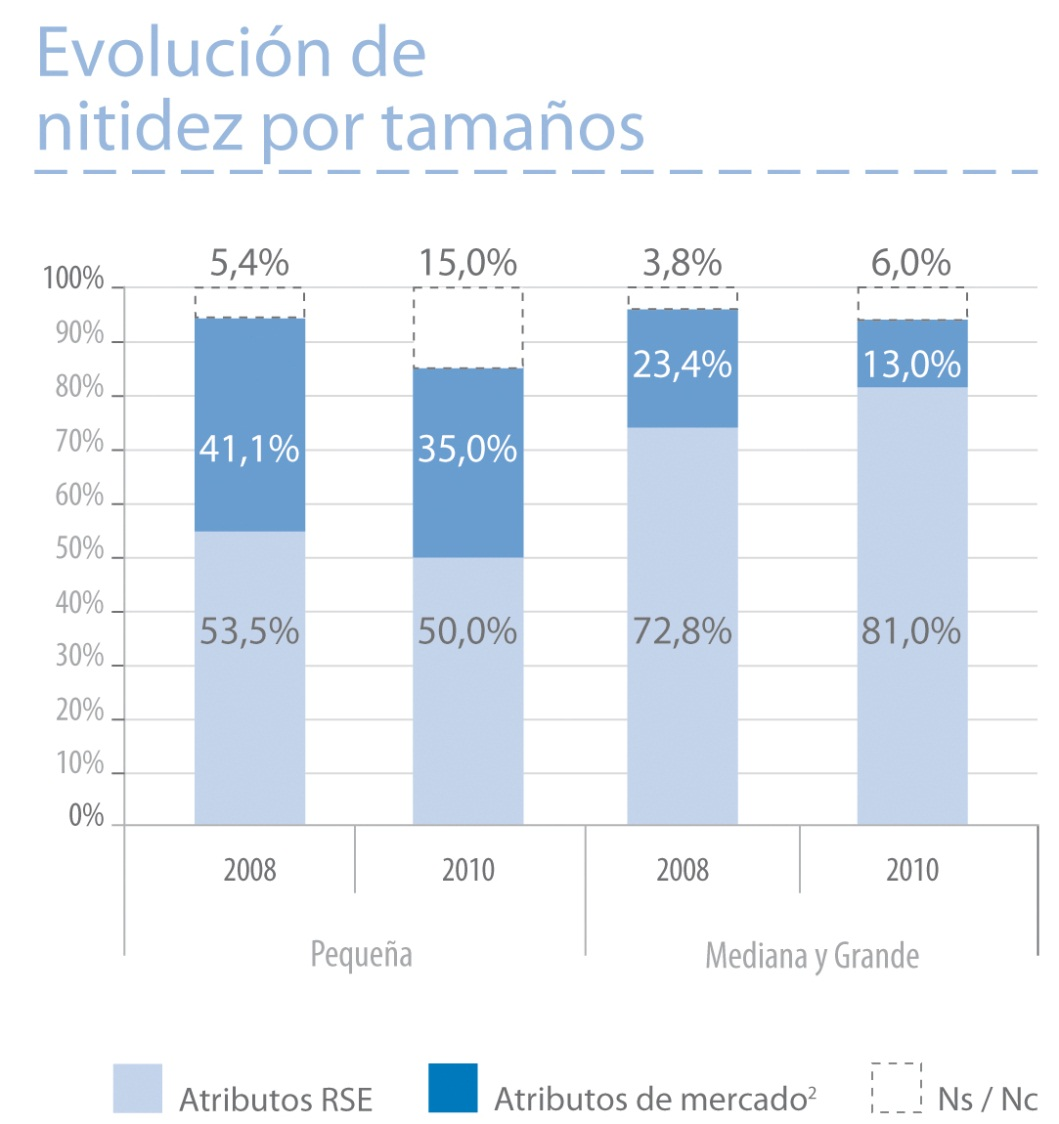 Evolución de
nitidez por tamaños
5,4% 15,0% 3,8% 6,0%
100%
90%
80%
70%
60%
50%
40%
30%
20%
10%
0%
41,1% 35,0% 23,4% 13,0%
53,5% 50,0% 72,8% 81,0%
2008 2010 2008 2010
Pequeña Mediana y Grande
Atributos RSE Atributos de mercado² Ns / Nc